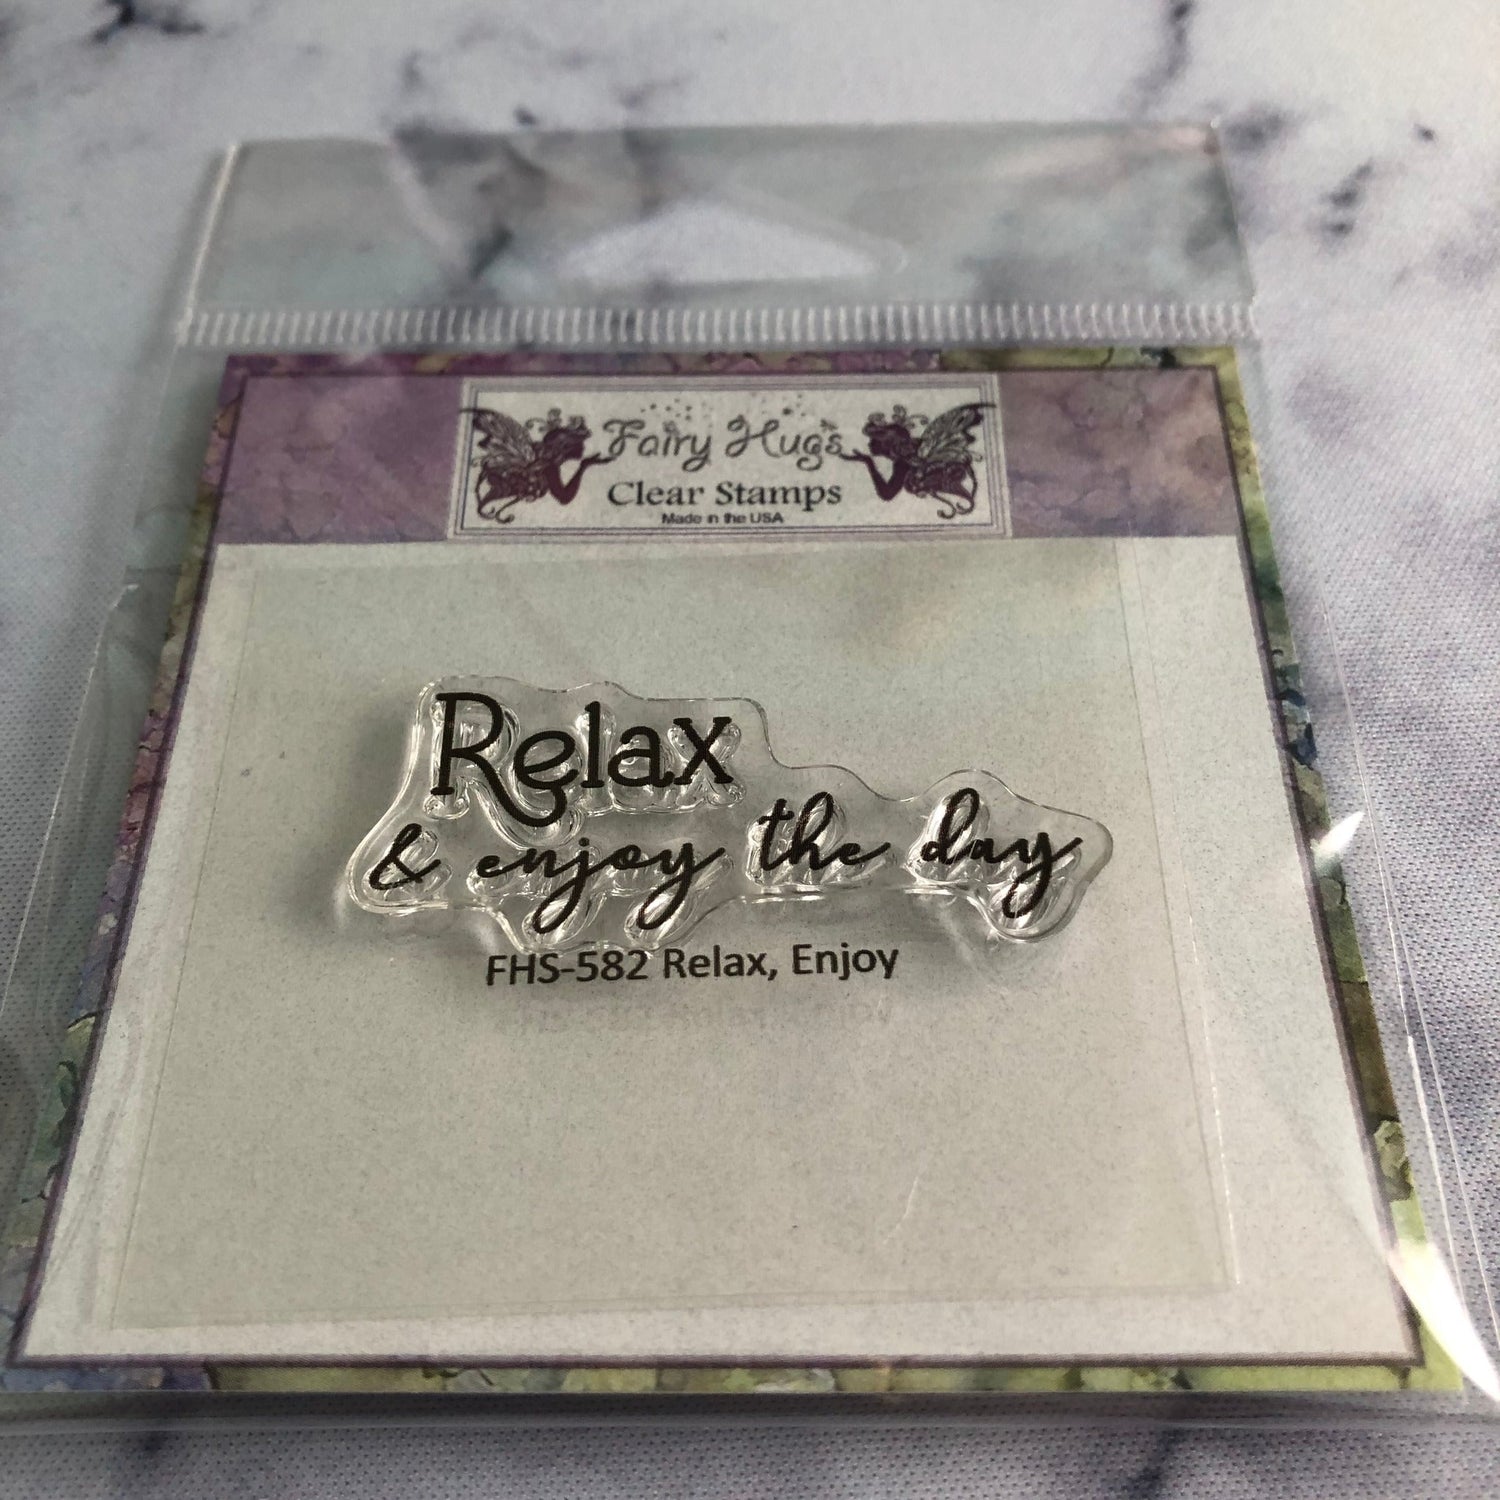 Fairy Hugs
Clear Stamps
Made in the USA
Relax
& enjoy the day
FHS-582 Relax, Enjoy